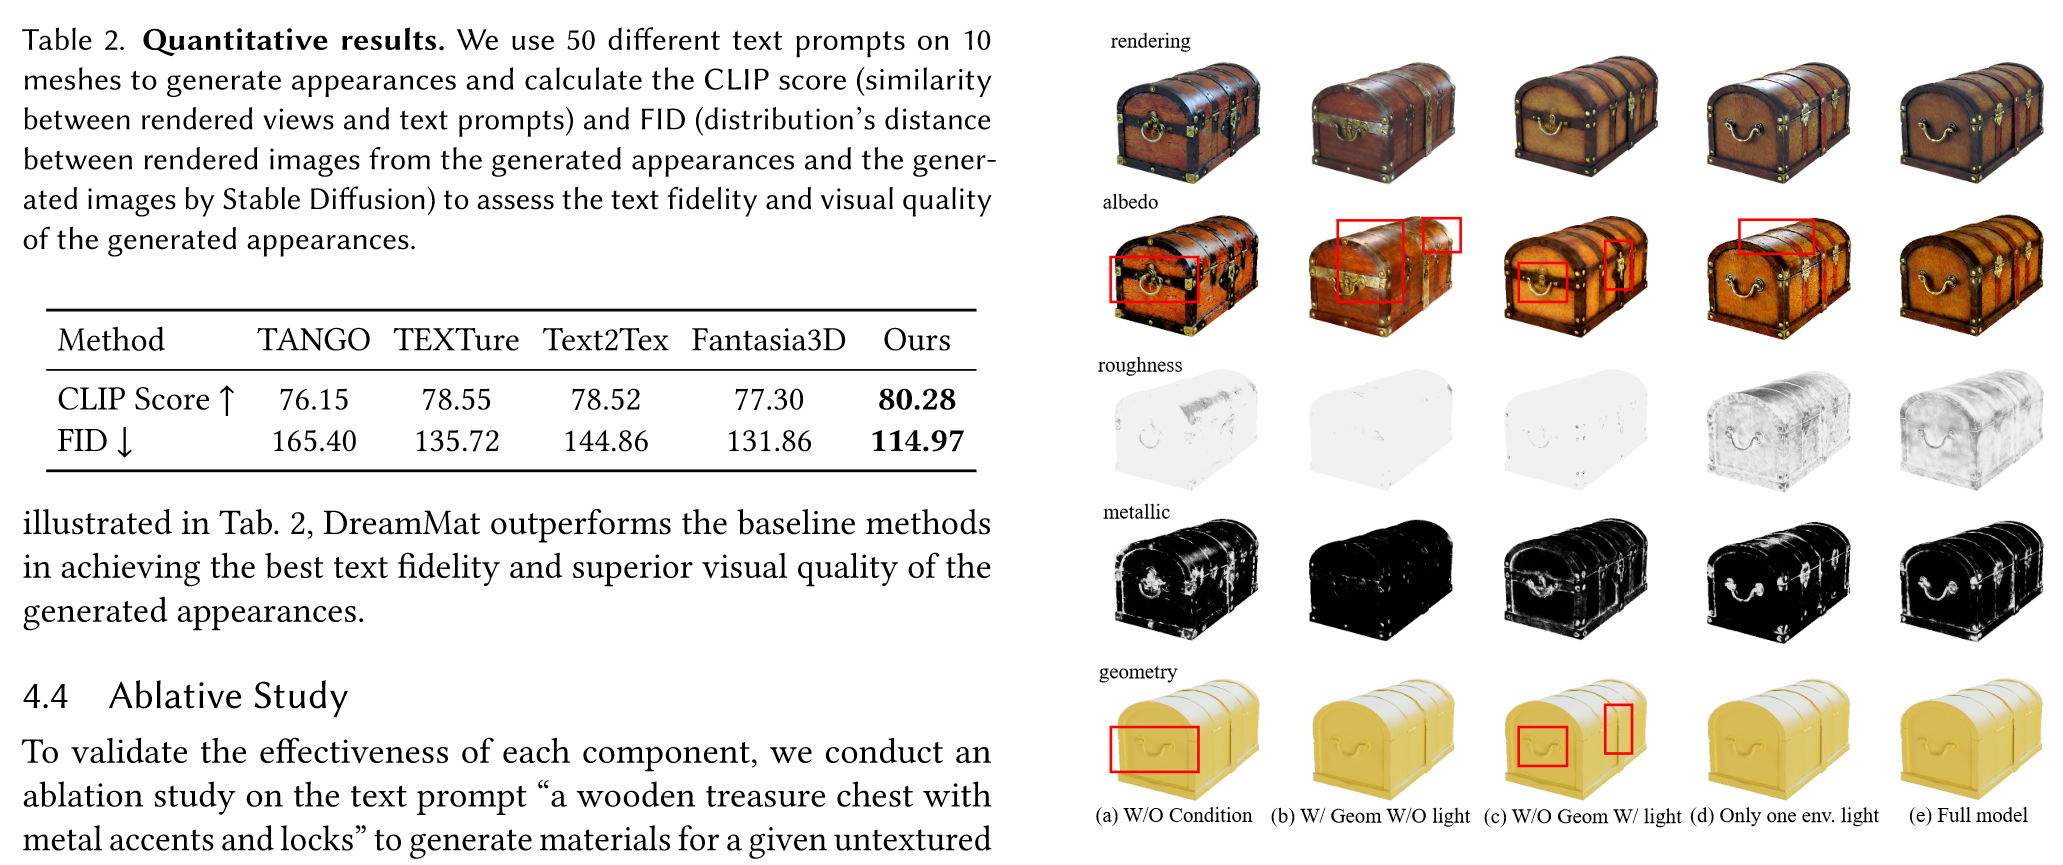 Table 2. Quantitative results. We use 50 different text prompts on 10
meshes to generate appearances and calculate the CLIP score (similarity
between rendered views and text prompts) and FID (distribution's distance
between rendered images from the generated appearances and the gener-
ated images by Stable Diffusion) to assess the text fidelity and visual quality
of the generated appearances.
Method TANGO TEXTure Text2Tex Fantasia3D Ours
CLIP Score ↑ 76.15 78.55 78.52 77.30 80.28
FID ↓ 165.40 135.72 144.86 131.86 114.97
illustrated in Tab. 2, DreamMat outperforms the baseline methods
in achieving the best text fidelity and superior visual quality of the
generated appearances.
4.4 Ablative Study
To validate the effectiveness of each component, we conduct an
ablation study on the text prompt “a wooden treasure chest with
metal accents and locks” to generate materials for a given untextured
rendering
albedo
roughness
metallic
geometry
(a) W/O Condition (b) W/ Geom W/O light (c) W/O Geom W/ light (d) Only one env. light (e) Full model